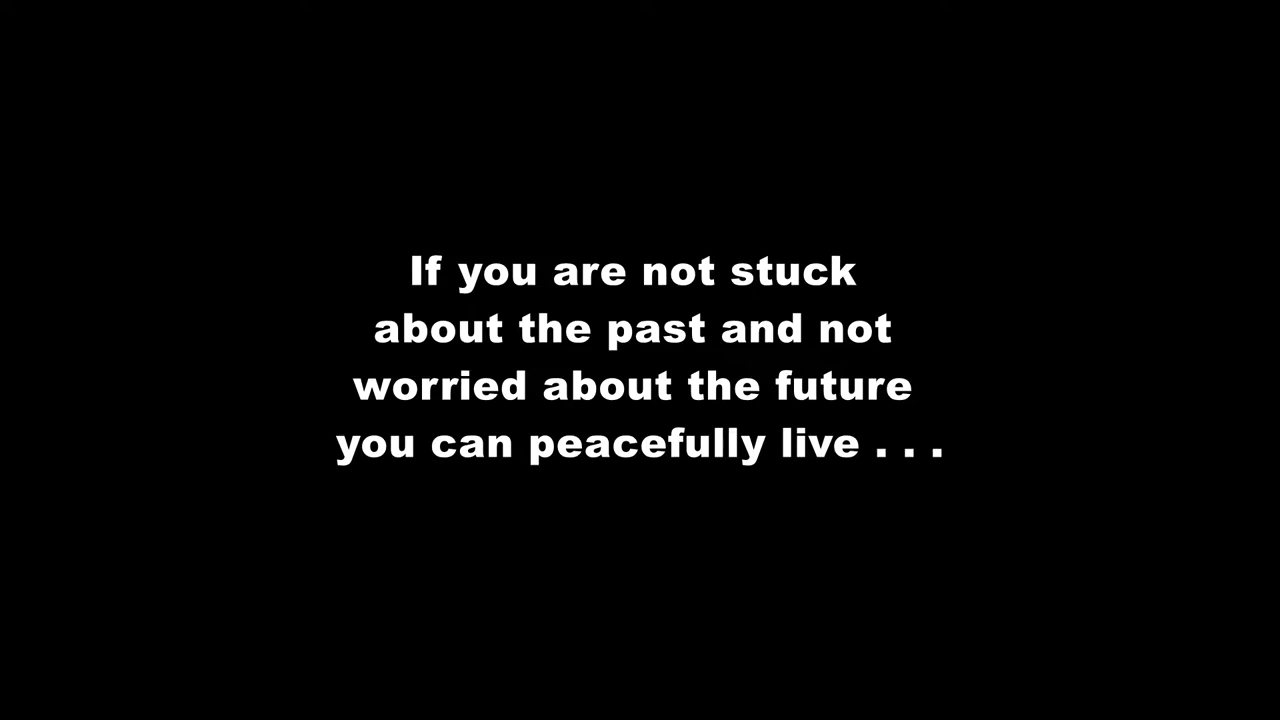 If you are not stuck
about the past and not
worried about the future
you can peacefully live . . .